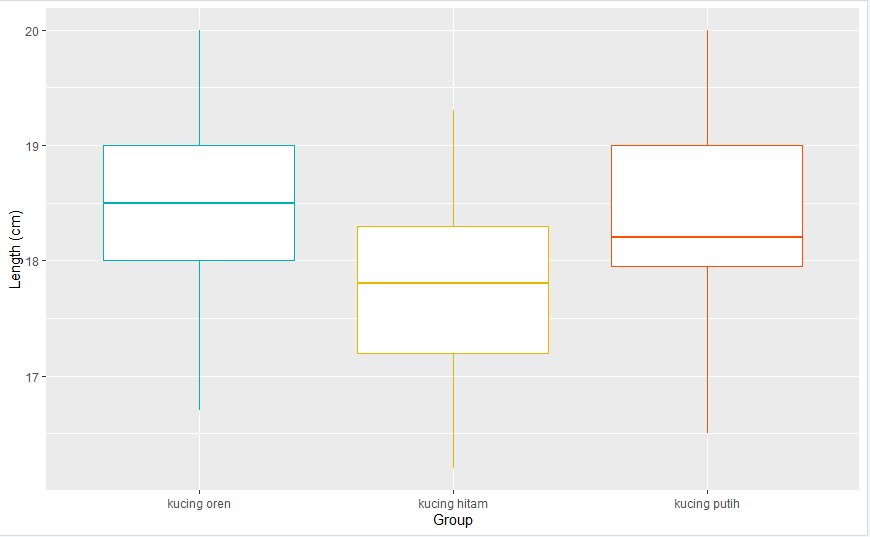 20
19
18
17
Length (cm)
kucing oren
kucing hitam
kucing putih
Group